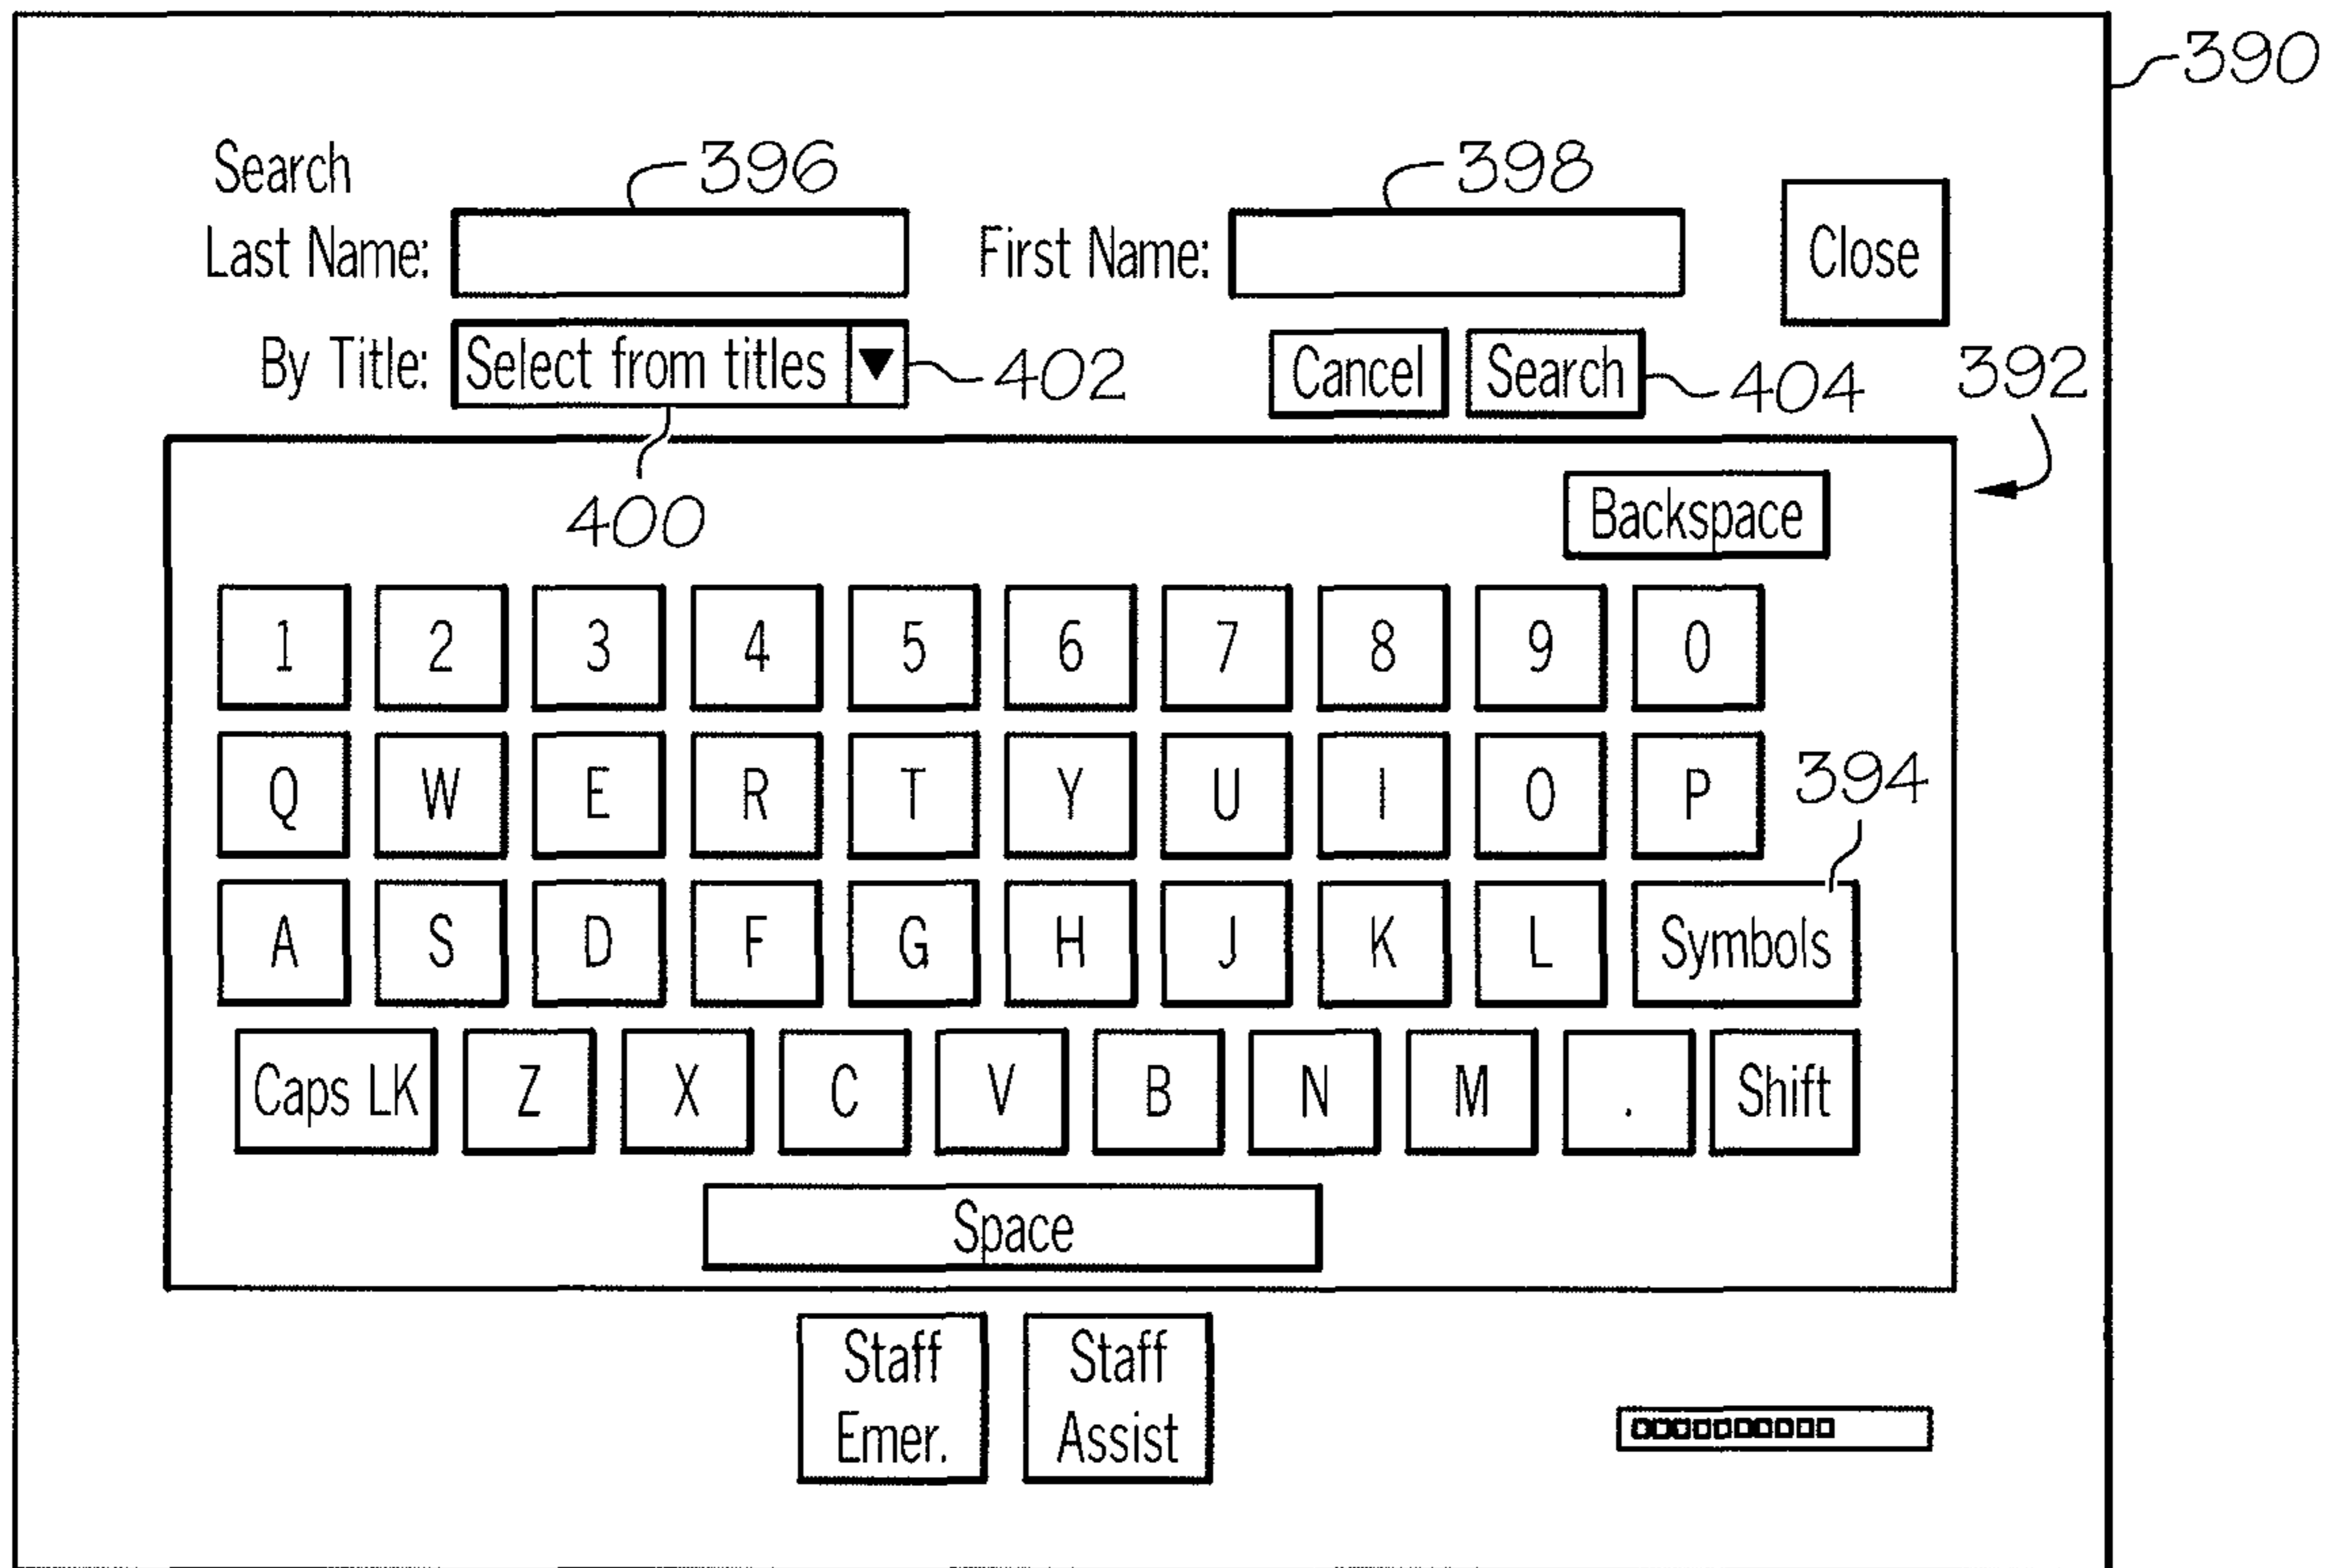 390
Search 396 398
Last Name: First Name: Close
By Title: Select from titles 402 Cancel Search 404 392
400 Backspace
1 2 3 4 5 6 7 8 9 0
Q W E R T Y U I O P 394
A S D F G H J K L Symbols
Caps LK Z X C V B N M . Shift
Space
Staff Staff
Emer. Assist